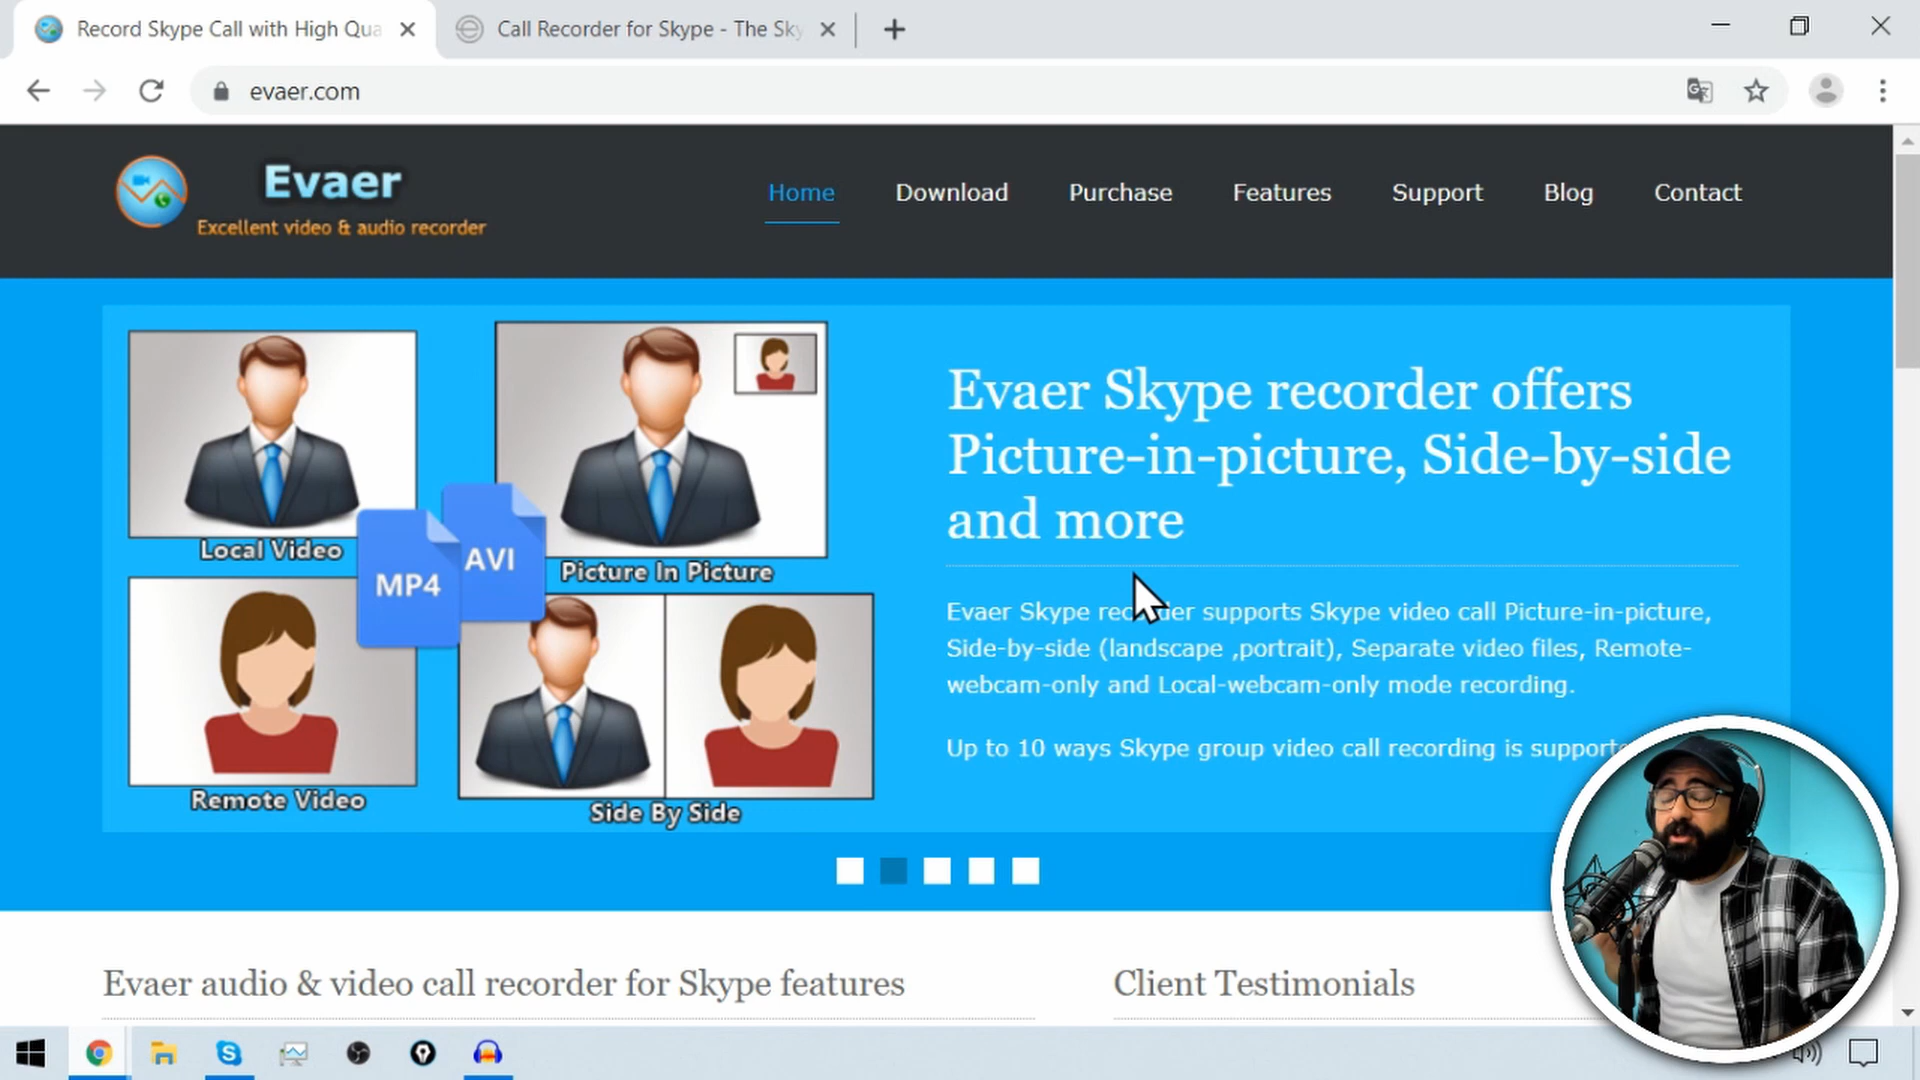 Record Skype Call with High Qua
Call Recorder for Skype - The Sky
evaer.com
Evaer
Excellent video & audio recorder
Home
Download
Purchase
Features
Support
Blog
Contact
Local Video
MP4
AVI
Picture In Picture
Remote Video
Side By Side
Evaer Skype recorder offers
Picture-in-picture, Side-by-side
and more
Evaer Skype recorder supports Skype video call Picture-in-picture,
Side-by-side (landscape ,portrait), Separate video files, Remote-
webcam-only and Local-webcam-only mode recording.
Up to 10 ways Skype group video call recording is supporte
Evaer audio & video call recorder for Skype features
Client Testimonials